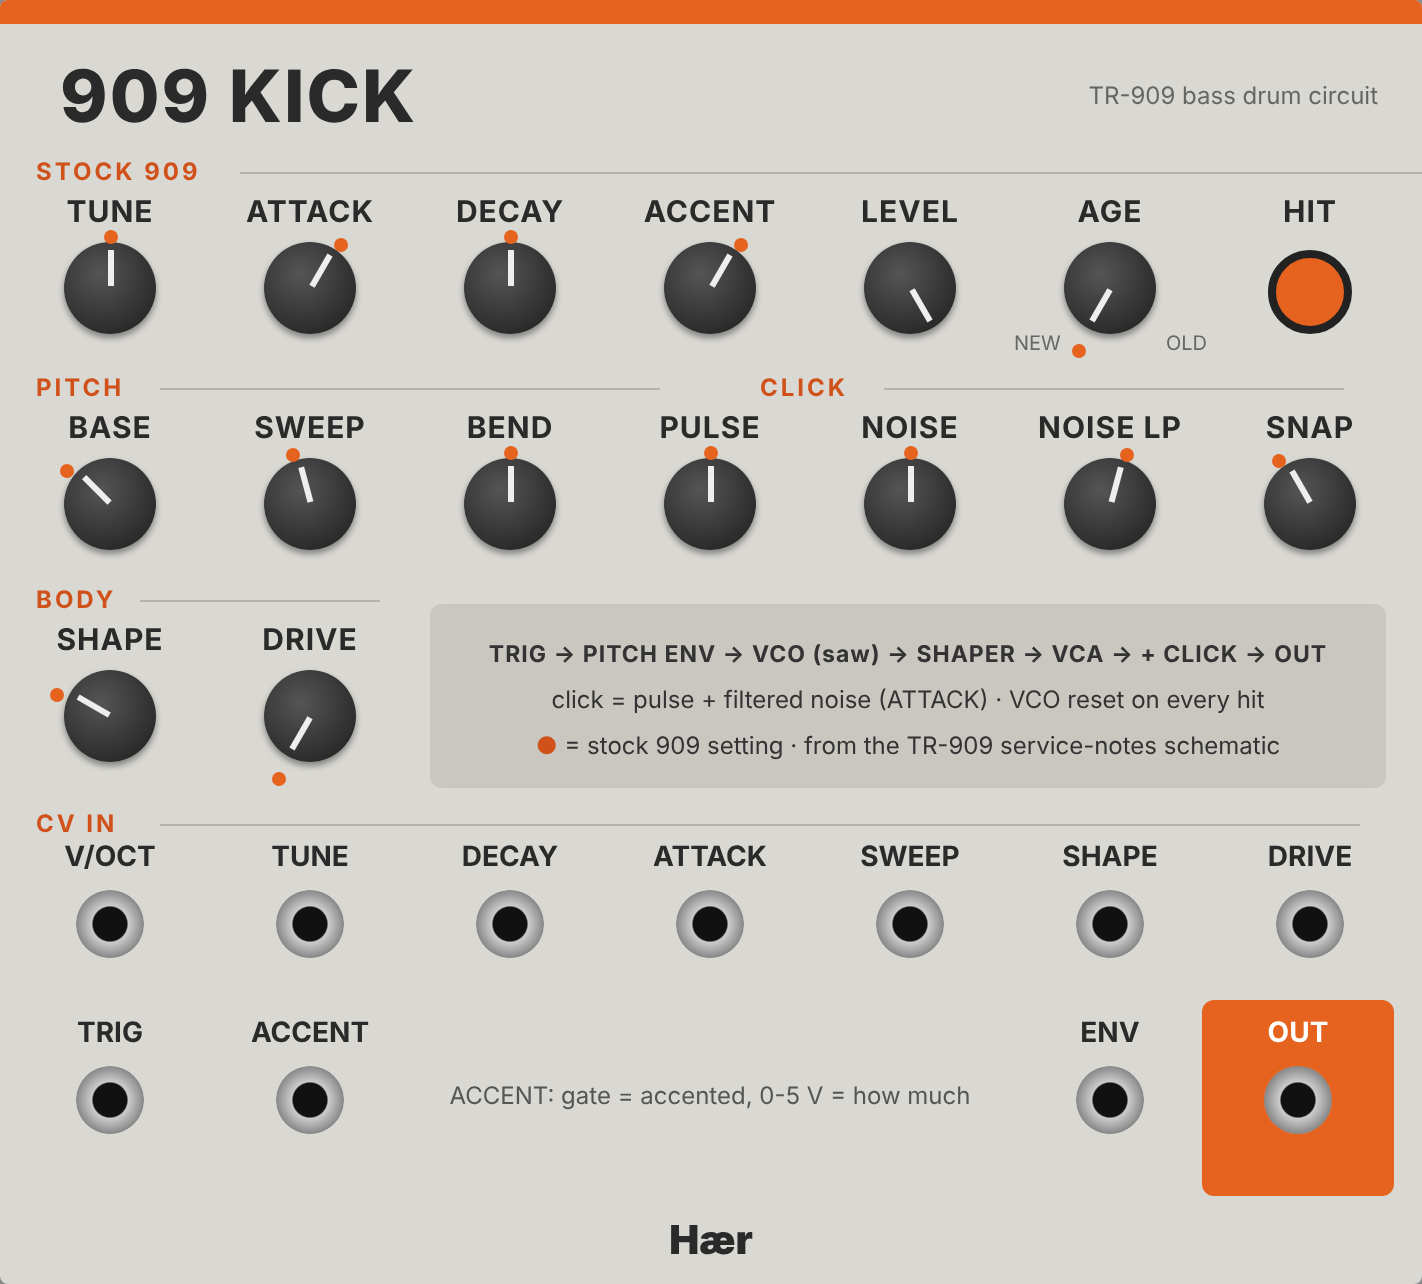 909 KICK
TR-909 bass drum circuit
STOCK 909
TUNE ATTACK DECAY ACCENT LEVEL AGE HIT
NEW OLD
PITCH CLICK
BASE SWEEP BEND PULSE NOISE NOISE LP SNAP
BODY
SHAPE DRIVE
TRIG → PITCH ENV → VCO (saw) → SHAPER → VCA → + CLICK → OUT
click = pulse + filtered noise (ATTACK) · VCO reset on every hit
= stock 909 setting · from the TR-909 service-notes schematic
CV IN
V/OCT TUNE DECAY ATTACK SWEEP SHAPE DRIVE
TRIG ACCENT ENV OUT
ACCENT: gate = accented, 0-5 V = how much
Hær